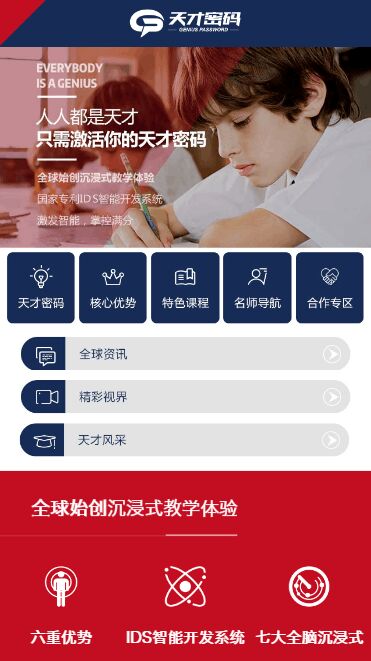 天才密码
GENIUS PASSWORD
EVERYBODY
IS A GENIUS
人人都是天才
只需激活你的天才密码
全球始创沉浸式教学体验
国家专利IDS智能开发系统
激发智能，掌控满分
天才密码
核心优势
特色课程
名师导航
合作专区
全球资讯
精彩视界
天才风采
全球始创沉浸式教学体验
六重优势
IDS智能开发系统
七大全脑沉浸式